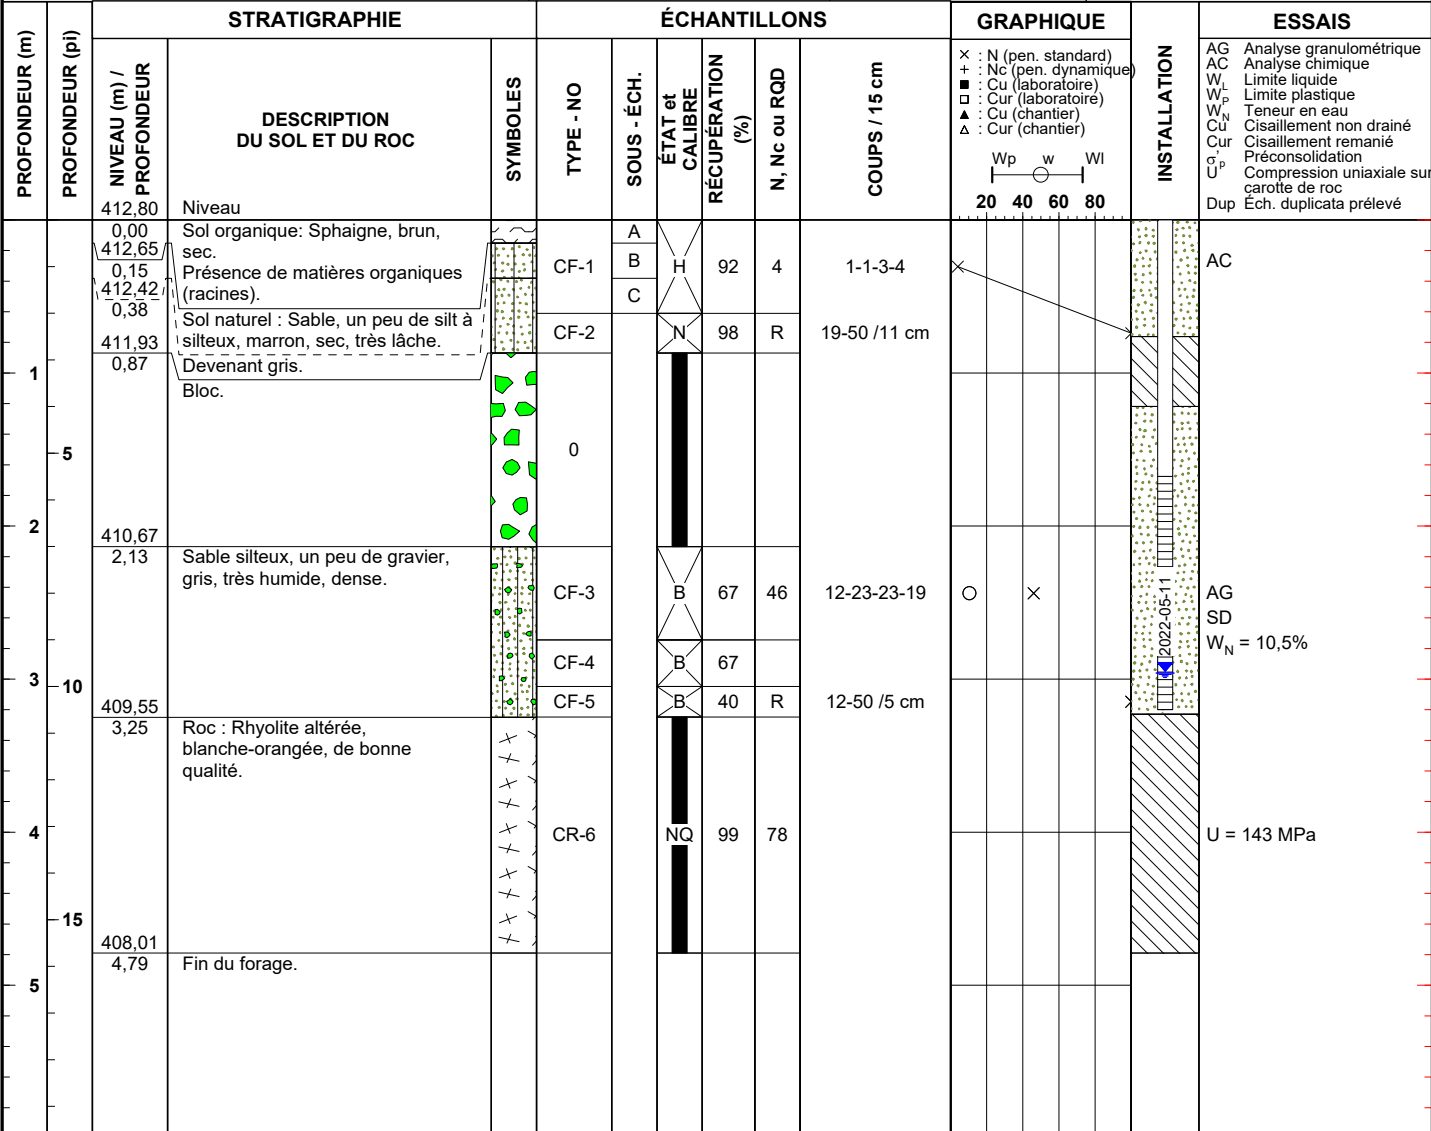 STRATIGRAPHIE
ÉCHANTILLONS
GRAPHIQUE
ESSAIS
PROFONDEUR (m)
PROFONDEUR (pi)
NIVEAU (m) /
PROFONDEUR
DESCRIPTION
DU SOL ET DU ROC
SYMBOLES
TYPE - NO
SOUS - ÉCH.
ÉTAT et
CALIBRE
RÉCUPÉRATION
(%)
N, Nc ou RQD
COUPS / 15 cm
× : N (pen. standard)
+ : Nc (pen. dynamique)
■ : Cu (laboratoire)
□ : Cur (laboratoire)
▲ : Cu (chantier)
△ : Cur (chantier)
Wp w Wl
20 40 60 80
INSTALLATION
AG Analyse granulométrique
AC Analyse chimique
W_L Limite liquide
W_P Limite plastique
W_N Teneur en eau
Cu Cisaillement non drainé
Cur Cisaillement remanié
σ'_p Préconsolidation
U Compression uniaxiale sur
carotte de roc
Dup Éch. duplicata prélevé
412,80 Niveau
0,00 Sol organique: Sphaigne, brun,
sec.
Présence de matières organiques
(racines).
412,65
0,15
Sol naturel : Sable, un peu de silt à
silteux, marron, sec, très lâche.
412,42
0,38
Devenant gris.
411,93
0,87
Bloc.
410,67
2,13 Sable silteux, un peu de gravier,
gris, très humide, dense.
409,55
3,25 Roc : Rhyolite altérée,
blanche-orangée, de bonne
qualité.
408,01
4,79 Fin du forage.
A
B
C
CF-1 H 92 4 1-1-3-4 AC
CF-2 N 98 R 19-50 /11 cm
0
CF-3 B 67 46 12-23-23-19 AG
SD
W_N = 10,5%
CF-4 B 67
CF-5 B 40 R 12-50 /5 cm
CR-6 NQ 99 78 U = 143 MPa
2022-05-11
1
2
3
4
5
5
10
15